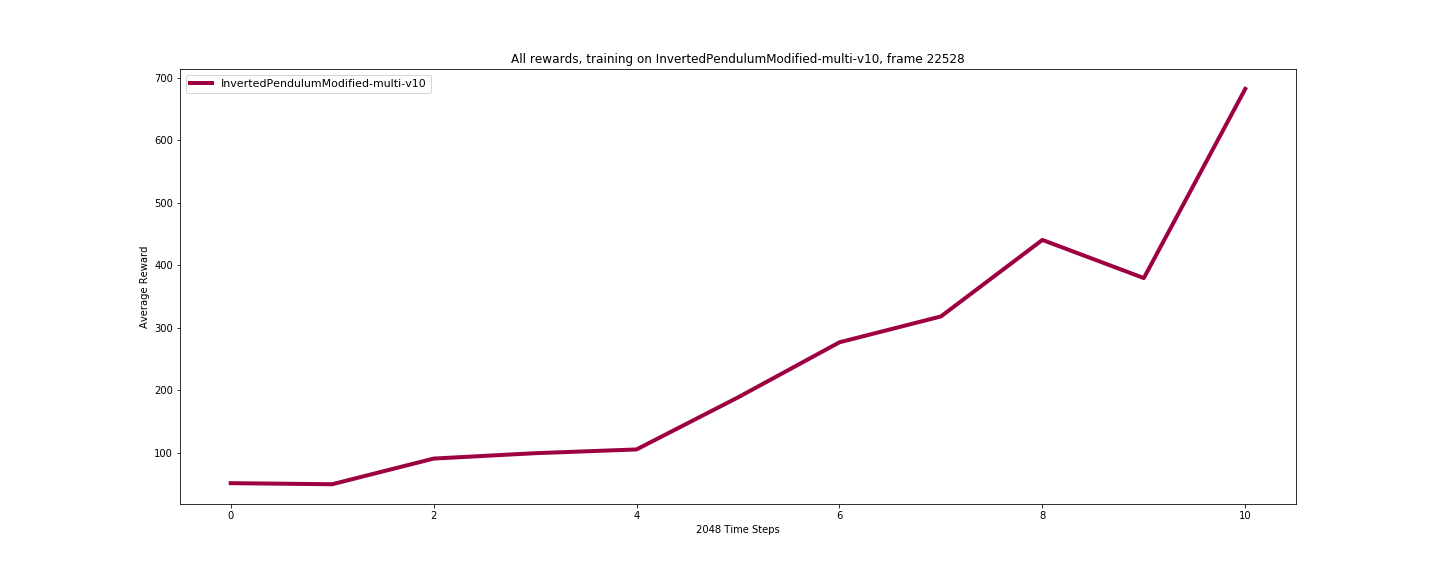 All rewards, training on InvertedPendulumModified-multi-v10, frame 22528
InvertedPendulumModified-multi-v10
700
600
500
400
300
200
100
Average Reward
0 2 4 6 8 10
2048 Time Steps